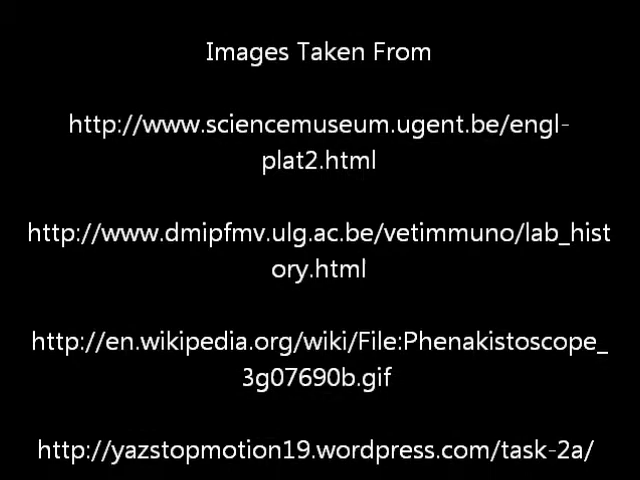 Images Taken From
http://www.sciencemuseum.ugent.be/engl-
plat2.html
http://www.dmipfmv.ulg.ac.be/vetimmuno/lab_hist
ory.html
http://en.wikipedia.org/wiki/File:Phenakistoscope_
3g07690b.gif
http://yazstopmotion19.wordpress.com/task-2a/